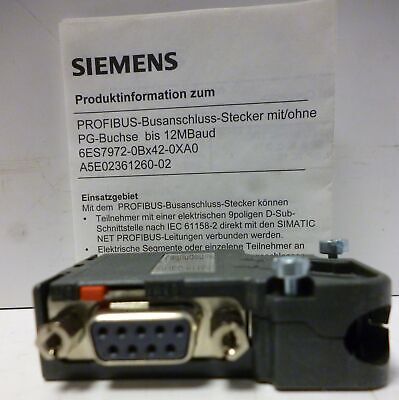 SIEMENS
Produktinformation zum
PROFIBUS-Busanschluss-Stecker mit/ohne
PG-Buchse bis 12MBaud
6ES7972-0Bx42-0XA0
A5E02361260-02
Einsatzgebiet
Mit dem PROFIBUS-Busanschluss-Stecker können
• Teilnehmer mit einer elektrischen 9poligen D-Sub-
Schnittstelle nach IEC 61158-2 direkt mit den SIMATIC
NET PROFIBUS-Leitungen verbunden werden.
• Elektrische Segmente oder einzelne Teilnehmer an